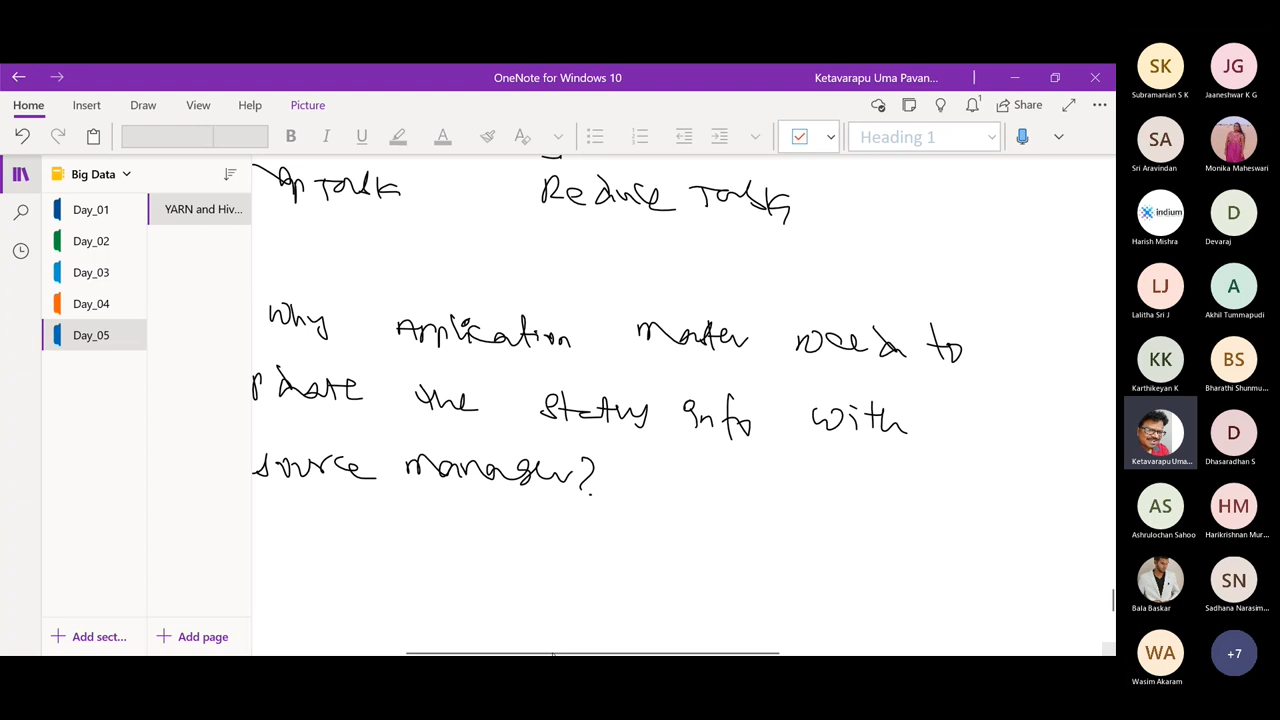 OneNote for Windows 10
Ketavarapu Uma Pavan...
Home Insert Draw View Help Picture
Share
Heading 1
Big Data
Day_01
Day_02
Day_03
Day_04
Day_05
YARN and Hiv...
Add sect...
Add page
Task
Reduce Task
Why Application Master need to
the Status info with
source manager?
SK
Subramanian S K
JG
Jaaneshwar K G
SA
Sri Aravindan
Monika Maheswari
indium
Harish Mishra
D
Devaraj
LJ
Lalitha Sri J
A
Akhil Tummapudi
KK
Karthikeyan K
BS
Bharathi Shunmu...
Ketavarapu Uma...
D
Dhasaradhan S
AS
Ashrulochan Sahoo
HM
Harikrishnan Mur...
Bala Baskar
SN
Sadhana Narasim...
WA
Wasim Akaram
+7